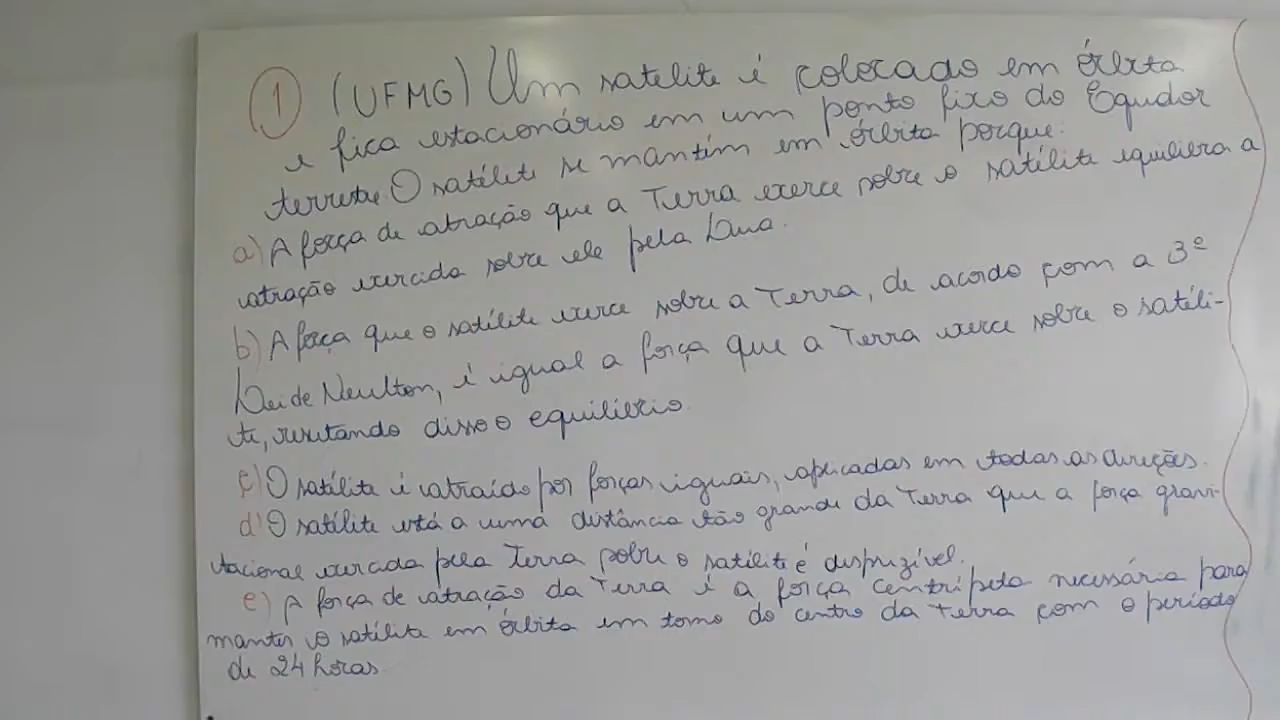 1 (UFMG) Um satelite é colocado em órbita
e fica estacionário em um ponto fixo do Equador
terrestre. O satélite se mantém em órbita porque:
a) A força de atração que a Terra exerce sobre o satélite equilibra a
atração exercida sobre ele pela Lua.
b) A força que o satélite exerce sobre a Terra, de acordo com a 3ª
Lei de Newlton, é igual a força que a Terra exerce sobre o satéli-
te, resutando disso o equilibrio.
c) O satélite é atraído por forças iguais, aplicadas em todas as direções.
d) O satélite está a uma distância tão grande da Terra que a força gravi-
tacional exercida pela Terra sobre o satélite é desprezível.
e) A força de atração da Terra é a força centrípeta necessária para
manter o satélite em órbita em torno do centro da Terra com o período
de 24 horas